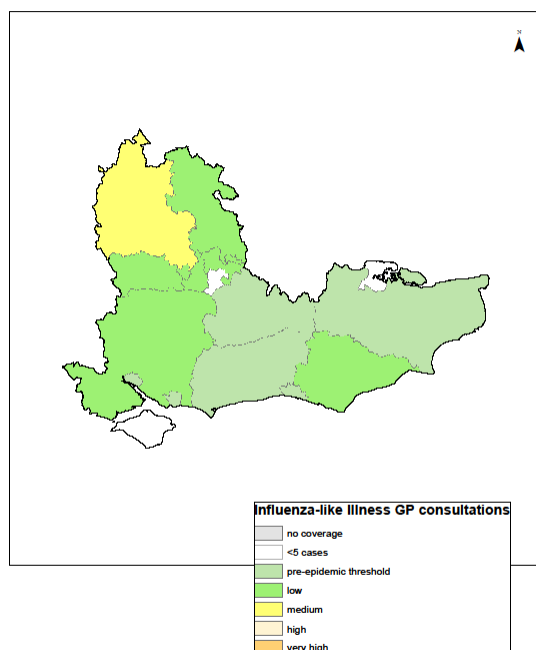 N
Influenza-like Illness GP consultations
no coverage
<5 cases
pre-epidemic threshold
low
medium
high
very high